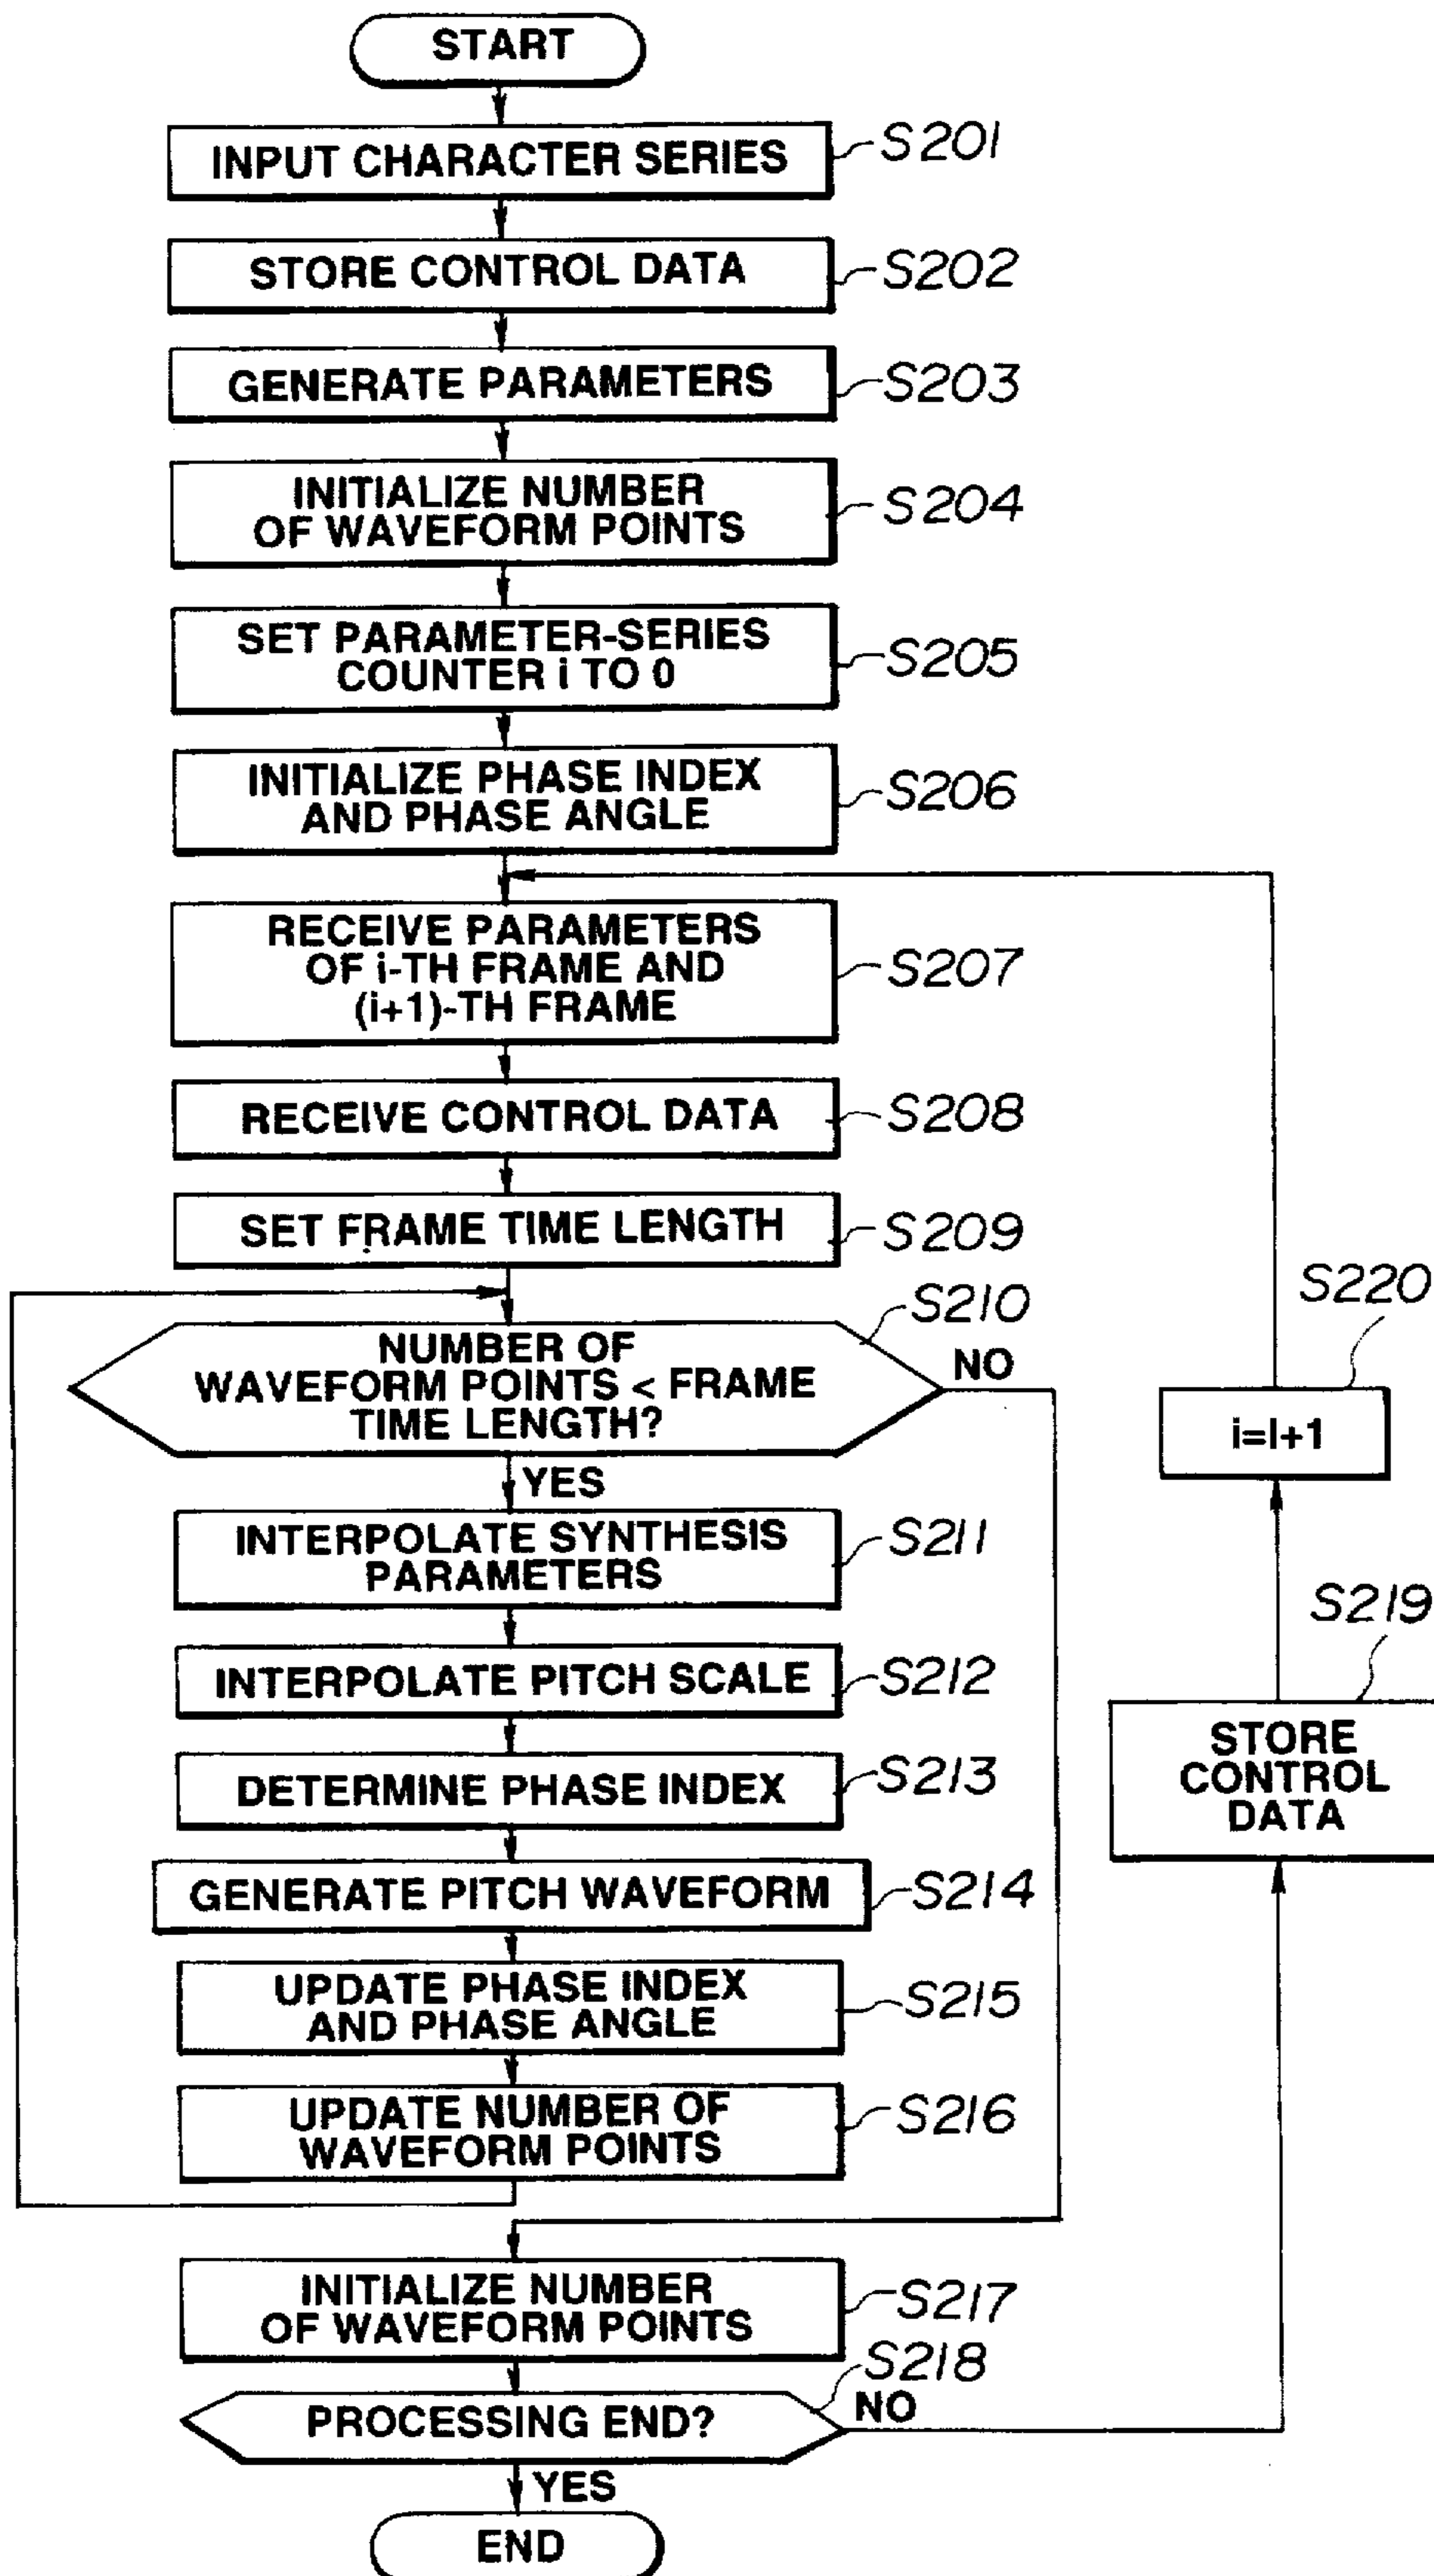 START
INPUT CHARACTER SERIES
S201
STORE CONTROL DATA
S202
GENERATE PARAMETERS
S203
INITIALIZE NUMBER
OF WAVEFORM POINTS
S204
SET PARAMETER-SERIES
COUNTER i TO 0
S205
INITIALIZE PHASE INDEX
AND PHASE ANGLE
S206
RECEIVE PARAMETERS
OF i-TH FRAME AND
(i+1)-TH FRAME
S207
RECEIVE CONTROL DATA
S208
SET FRAME TIME LENGTH
S209
S210
NUMBER OF
WAVEFORM POINTS < FRAME
TIME LENGTH?
NO
YES
INTERPOLATE SYNTHESIS
PARAMETERS
S211
INTERPOLATE PITCH SCALE
S212
DETERMINE PHASE INDEX
S213
GENERATE PITCH WAVEFORM
S214
UPDATE PHASE INDEX
AND PHASE ANGLE
S215
UPDATE NUMBER OF
WAVEFORM POINTS
S216
INITIALIZE NUMBER
OF WAVEFORM POINTS
S217
S218
PROCESSING END?
NO
YES
END
S219
STORE
CONTROL
DATA
S220
i=I+1